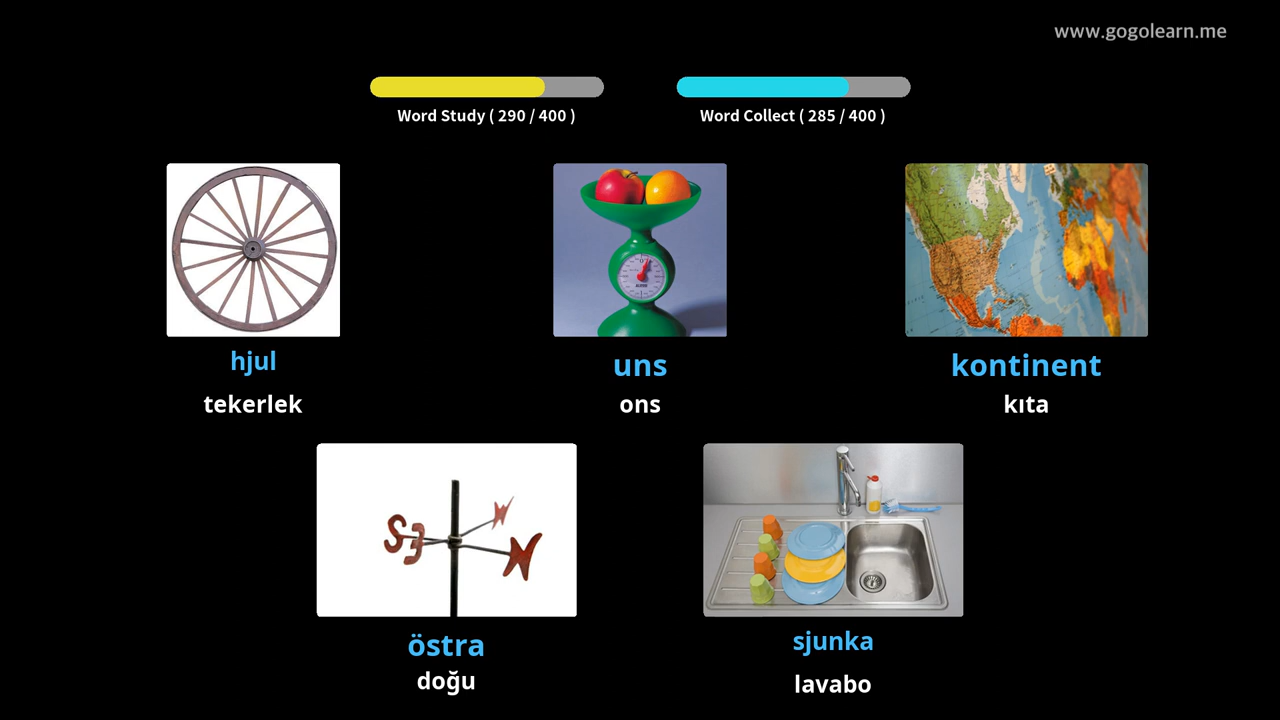 www.gogolearn.me
Word Study ( 290 / 400 )
Word Collect ( 285 / 400 )
hjul
uns
kontinent
tekerlek
ons
kıta
östra
sjunka
doğu
lavabo